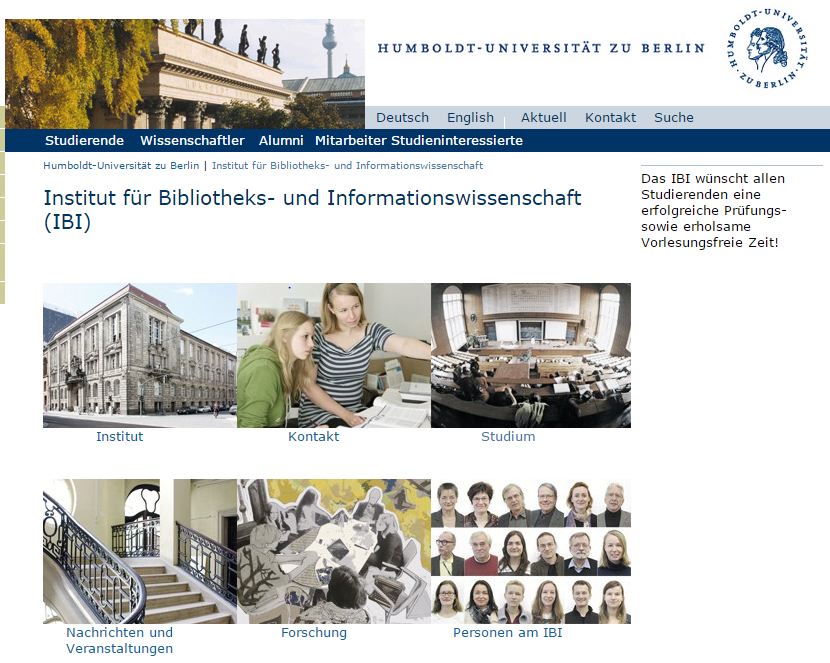 HUMBOLDT-UNIVERSITÄT ZU BERLIN
HUMBOLDT-UNIVERSITÄT ZU BERLIN
Deutsch English Aktuell Kontakt Suche
Studierende Wissenschaftler Alumni Mitarbeiter Studieninteressierte
Humboldt-Universität zu Berlin | Institut für Bibliotheks- und Informationswissenschaft
Institut für Bibliotheks- und Informationswissenschaft
(IBI)
Das IBI wünscht allen
Studierenden eine
erfolgreiche Prüfungs-
sowie erholsame
Vorlesungsfreie Zeit!
Institut
Kontakt
Studium
Nachrichten und
Veranstaltungen
Forschung
Personen am IBI